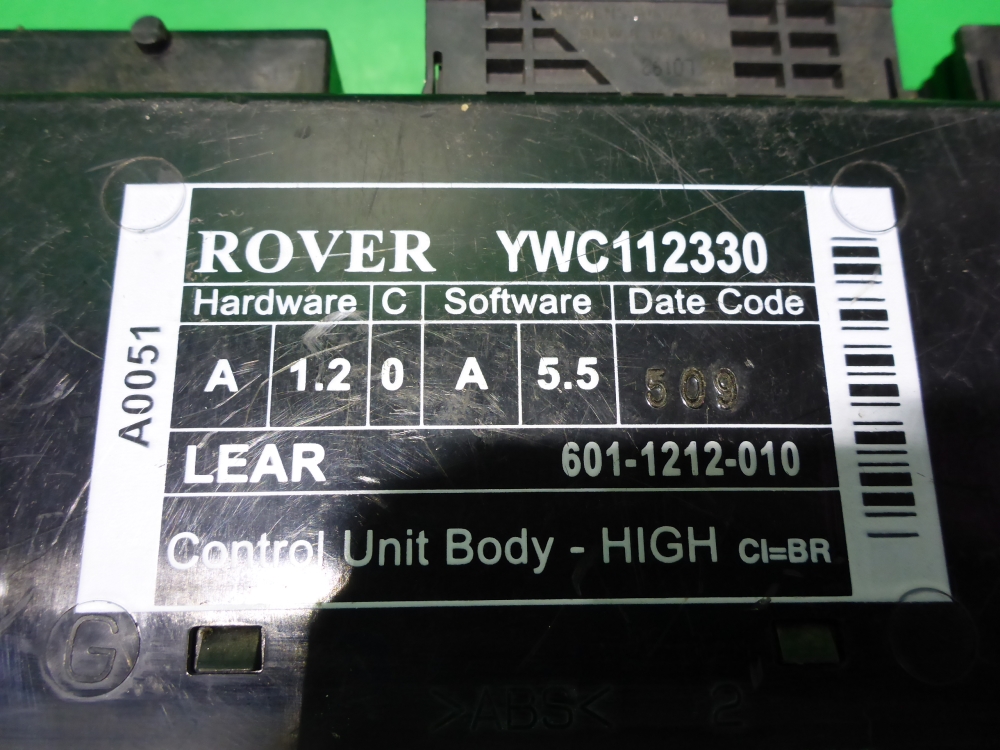 ROVER YWC112330
Hardware C Software Date Code
A 1.2 0 A 5.5 509
A0051
LEAR 601-1212-010
Control Unit Body - HIGH CI=BR
G
>ABS< 2